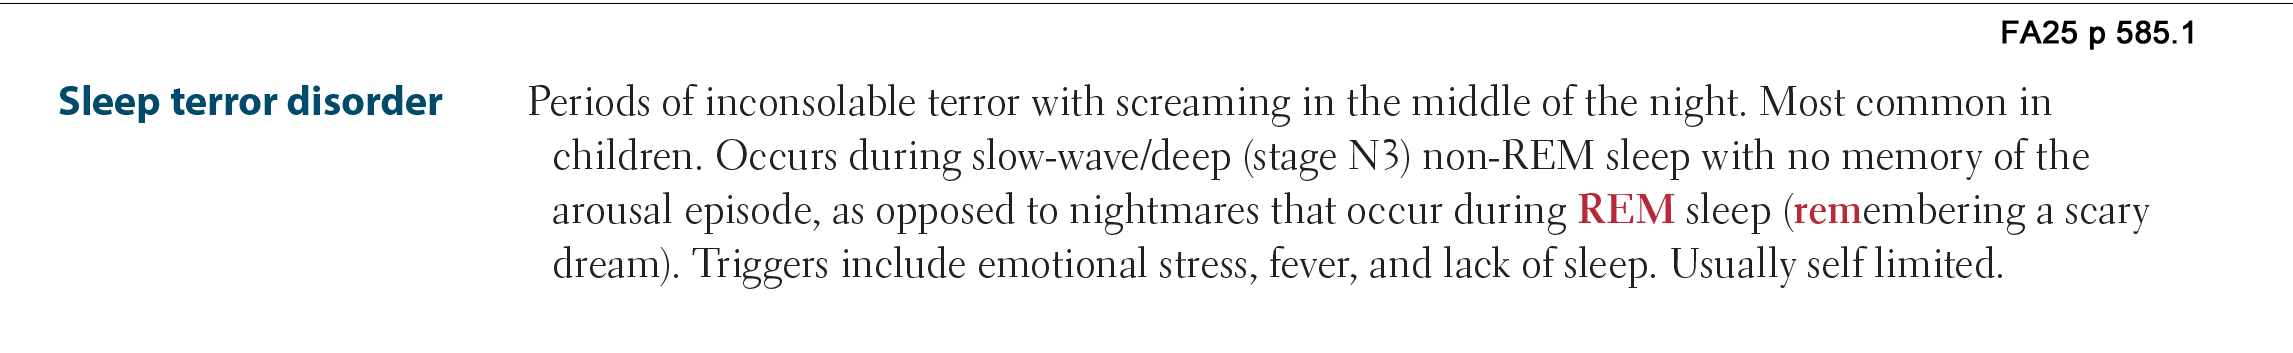 FA25 p 585.1
Sleep terror disorder Periods of inconsolable terror with screaming in the middle of the night. Most common in
children. Occurs during slow-wave/deep (stage N3) non-REM sleep with no memory of the
arousal episode, as opposed to nightmares that occur during REM sleep (remembering a scary
dream). Triggers include emotional stress, fever, and lack of sleep. Usually self limited.